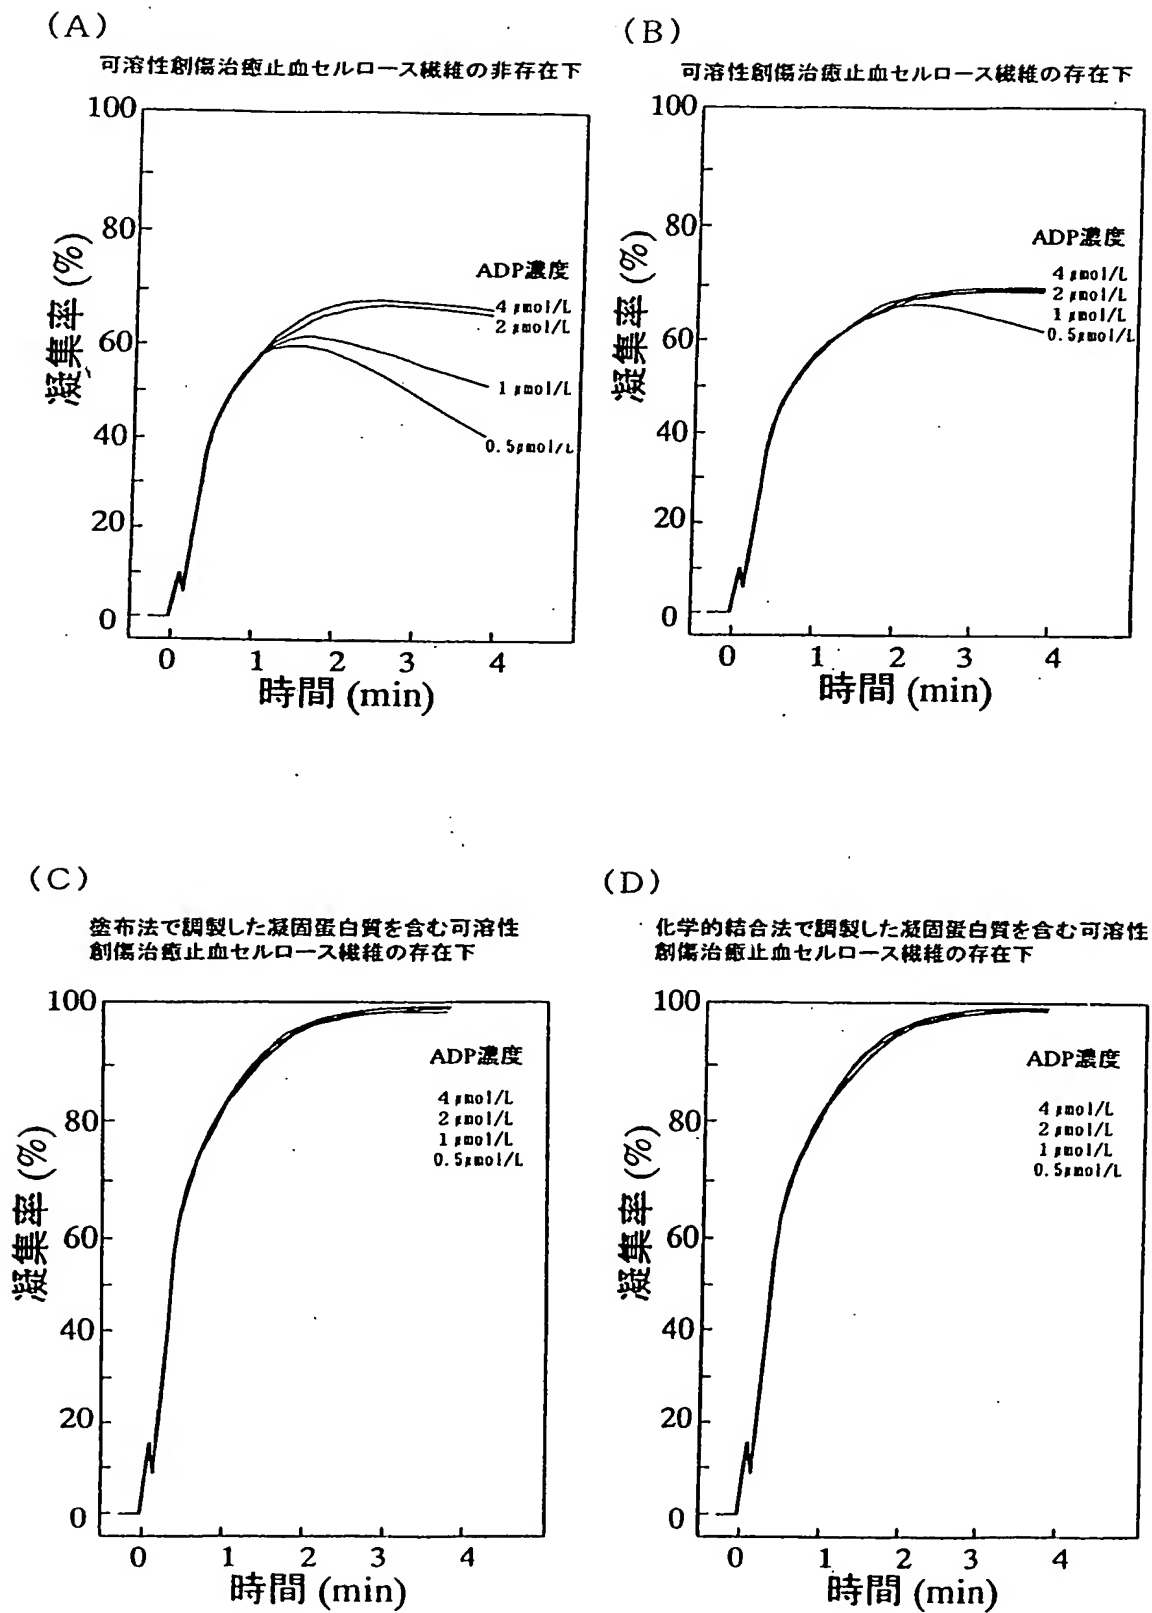 (A)
可溶性創傷治癒止血セルロース繊維の非存在下
100
80
60
40
20
0
凝集率 (%)
ADP濃度
4 μmol/L
2 μmol/L
1 μmol/L
0.5μmol/L
0 1 2 3 4
時間 (min)
(B)
可溶性創傷治癒止血セルロース繊維の存在下
100
80
60
40
20
0
凝集率 (%)
ADP濃度
4 μmol/L
2 μmol/L
1 μmol/L
0.5μmol/L
0 1 2 3 4
時間 (min)
(C)
塗布法で調製した凝固蛋白質を含む可溶性
創傷治癒止血セルロース繊維の存在下
100
80
60
40
20
0
凝集率 (%)
ADP濃度
4 μmol/L
2 μmol/L
1 μmol/L
0.5μmol/L
0 1 2 3 4
時間 (min)
(D)
化学的結合法で調製した凝固蛋白質を含む可溶性
創傷治癒止血セルロース繊維の存在下
100
80
60
40
20
0
凝集率 (%)
ADP濃度
4 μmol/L
2 μmol/L
1 μmol/L
0.5μmol/L
0 1 2 3 4
時間 (min)